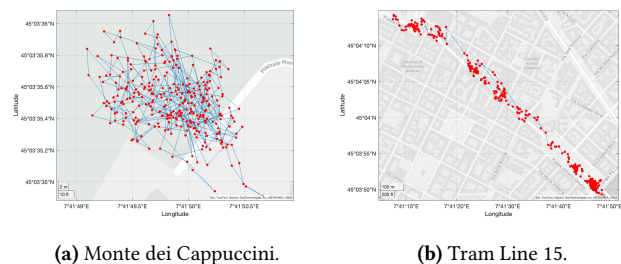 45°03'36"N
45°03'35.8"N
45°03'35.6"N
45°03'35.4"N
45°03'35.2"N
45°03'35"N
Latitude
Piazzale Mon
2 m
10 ft
7°41'49"E
7°41'49.5"E
7°41'50"E
7°41'50.5"E
Longitude
45°04'10"N
45°04'05"N
45°04'N
45°03'55"N
45°03'50"N
Latitude
100 m
200 ft
7°41'10"E
7°41'20"E
7°41'30"E
7°41'40"E
7°41'50"E
Longitude
(a) Monte dei Cappuccini.
(b) Tram Line 15.